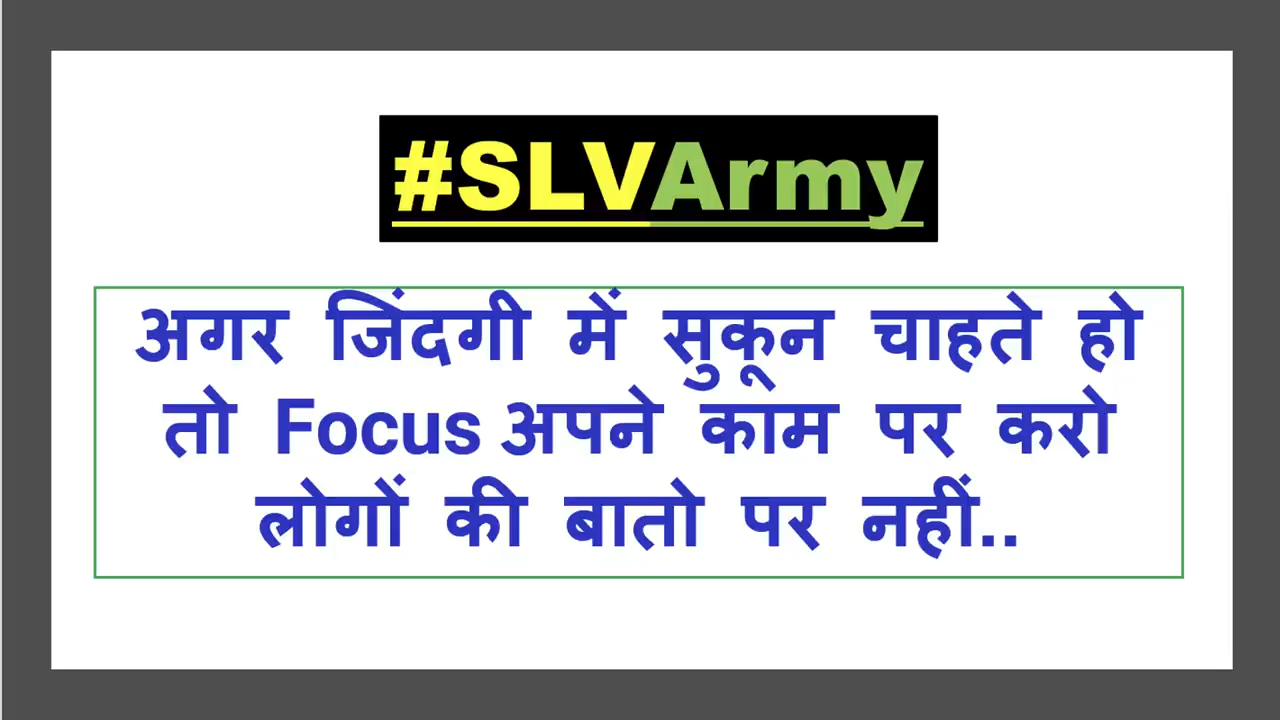 #SLVArmy
अगर जिंदगी में सुकून चाहते हो
तो Focus अपने काम पर करो
लोगों की बातो पर नहीं..